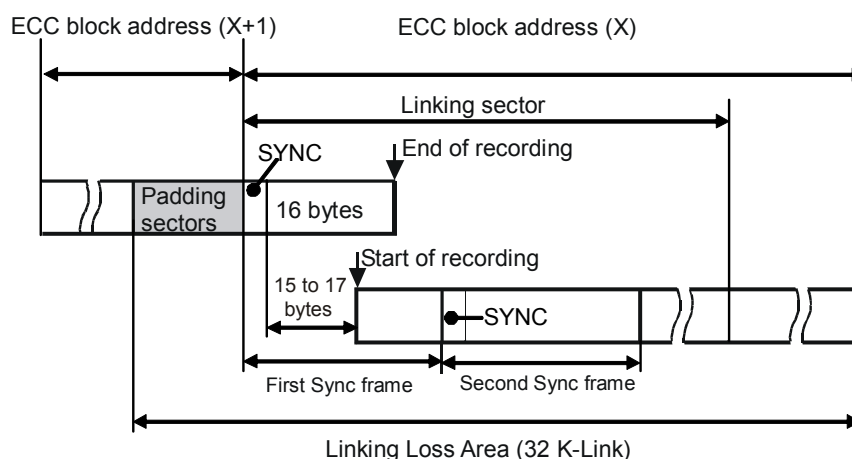 ECC block address (X+1)
ECC block address (X)
Linking sector
SYNC
End of recording
Padding
sectors
16 bytes
Start of recording
15 to 17
bytes
SYNC
First Sync frame
Second Sync frame
Linking Loss Area (32 K-Link)